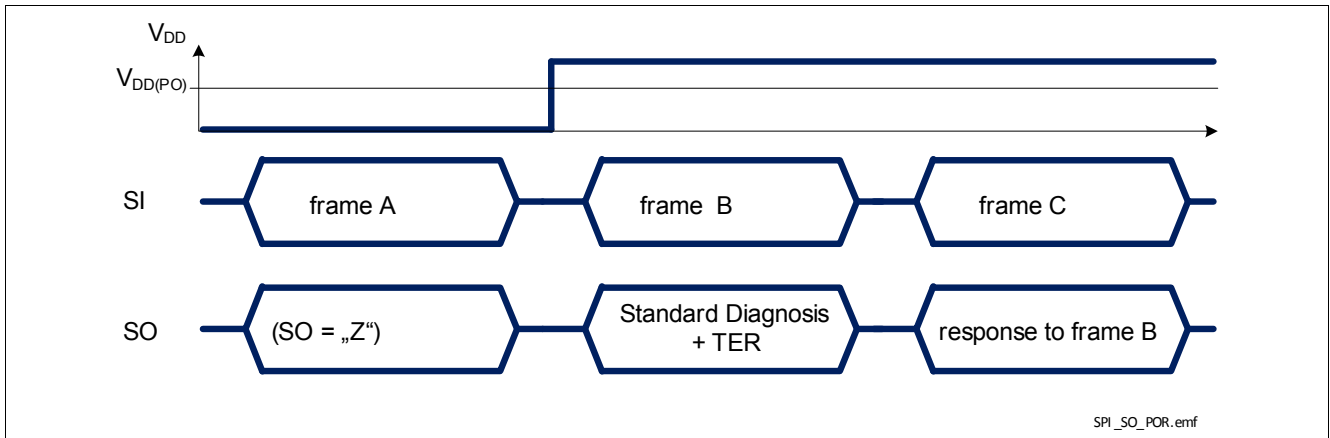 VDD
VDD(PO)
SI
frame A
frame B
frame C
SO
(SO = „Z“)
Standard Diagnosis
+ TER
response to frame B
SPI_SO_POR.emf